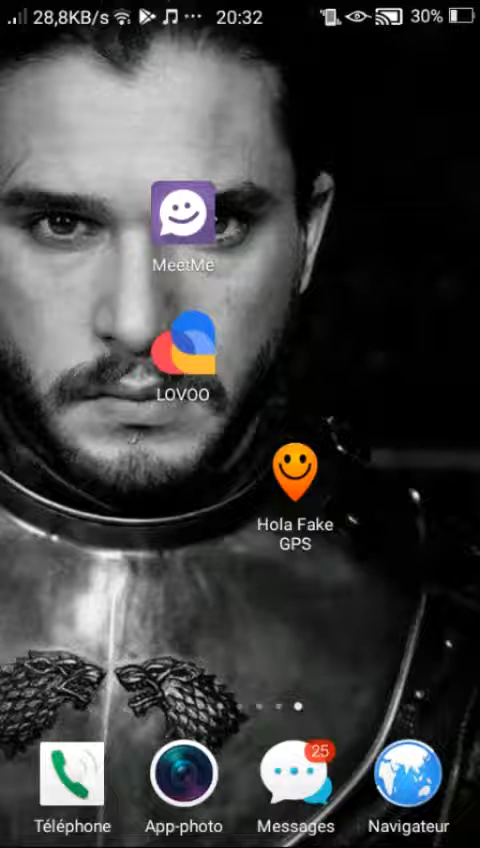 28,8KB/s ··· 20:32 30%
MeetMe
LOVOO
Hola Fake
GPS
25
Téléphone App-photo Messages Navigateur